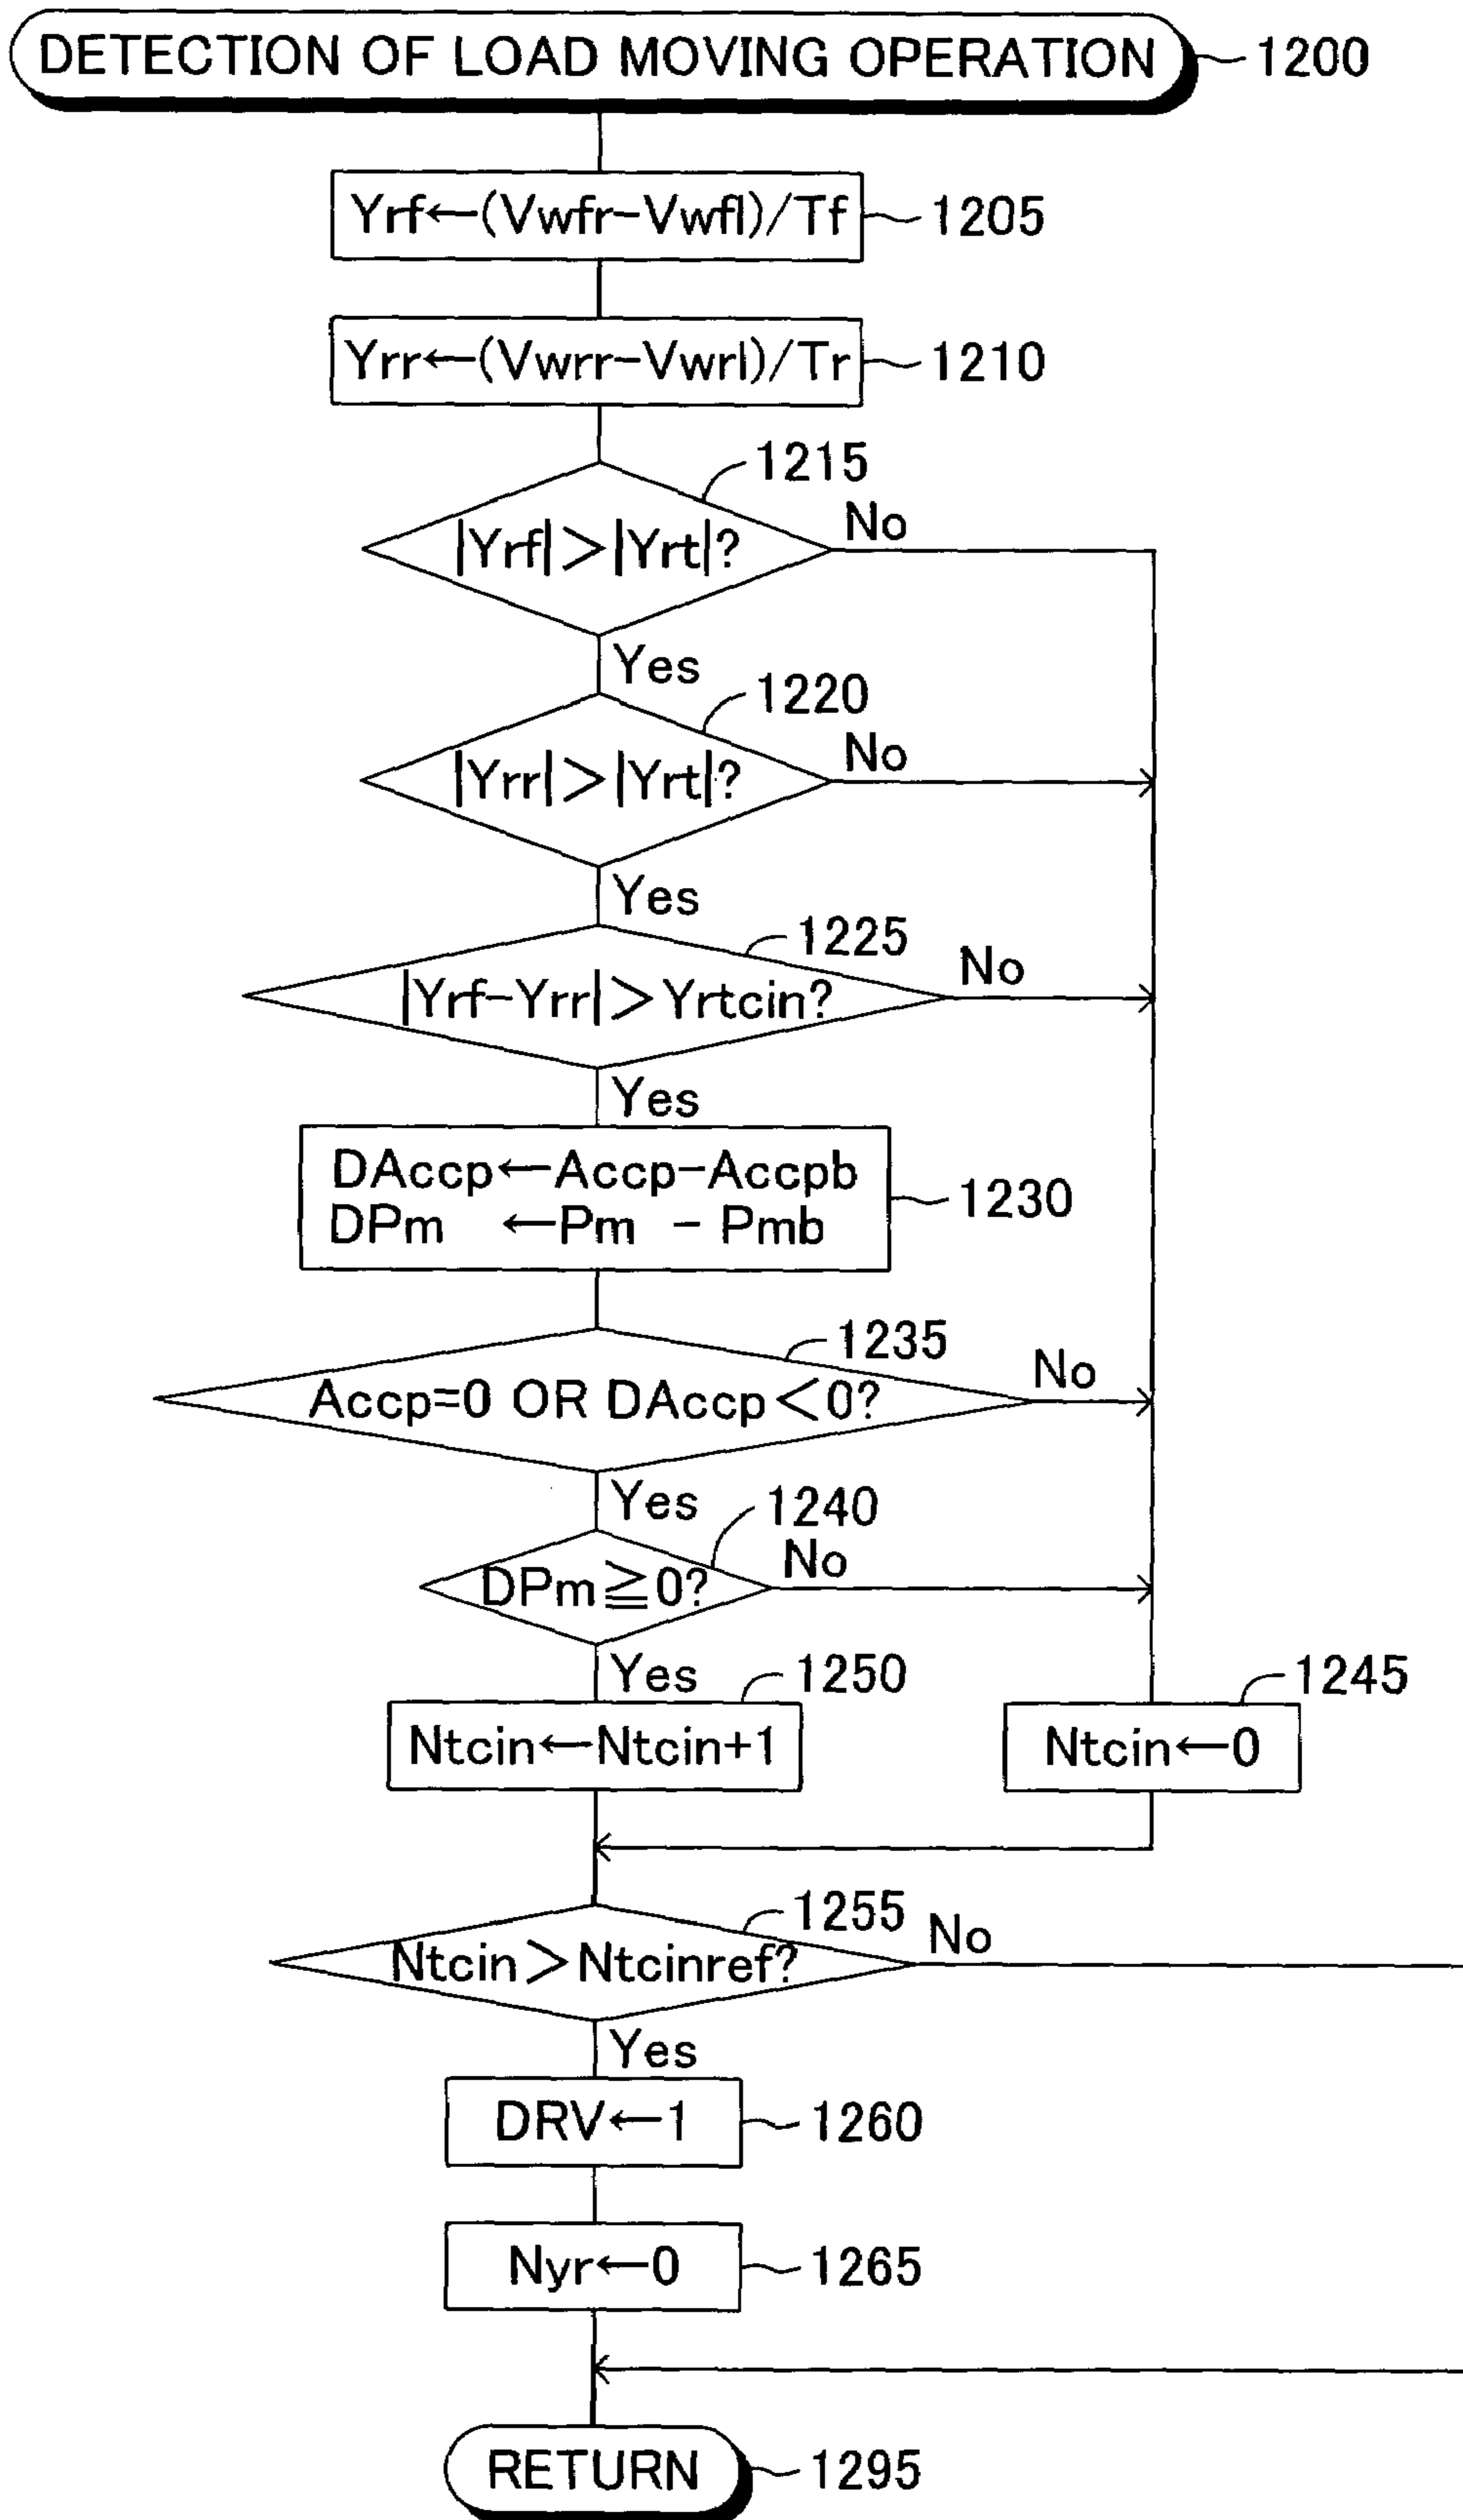 DETECTION OF LOAD MOVING OPERATION 1200
Yrf←(Vwfr-Vwfl)/Tf 1205
Yrr←(Vwrr-Vwrl)/Tr 1210
1215
|Yrf|>|Yrt|? No
Yes
1220
|Yrr|>|Yrt|? No
Yes
1225
|Yrf-Yrr|>Yrtcin? No
Yes
DAccp←Accp-Accpb
DPm ←Pm - Pmb
1230
1235
Accp=0 OR DAccp<0? No
Yes
1240
DPm≧0? No
Yes
1250
Ntcin←Ntcin+1
1245
Ntcin←0
1255
Ntcin>Ntcinref? No
Yes
DRV←1 1260
Nyr←0 1265
RETURN 1295